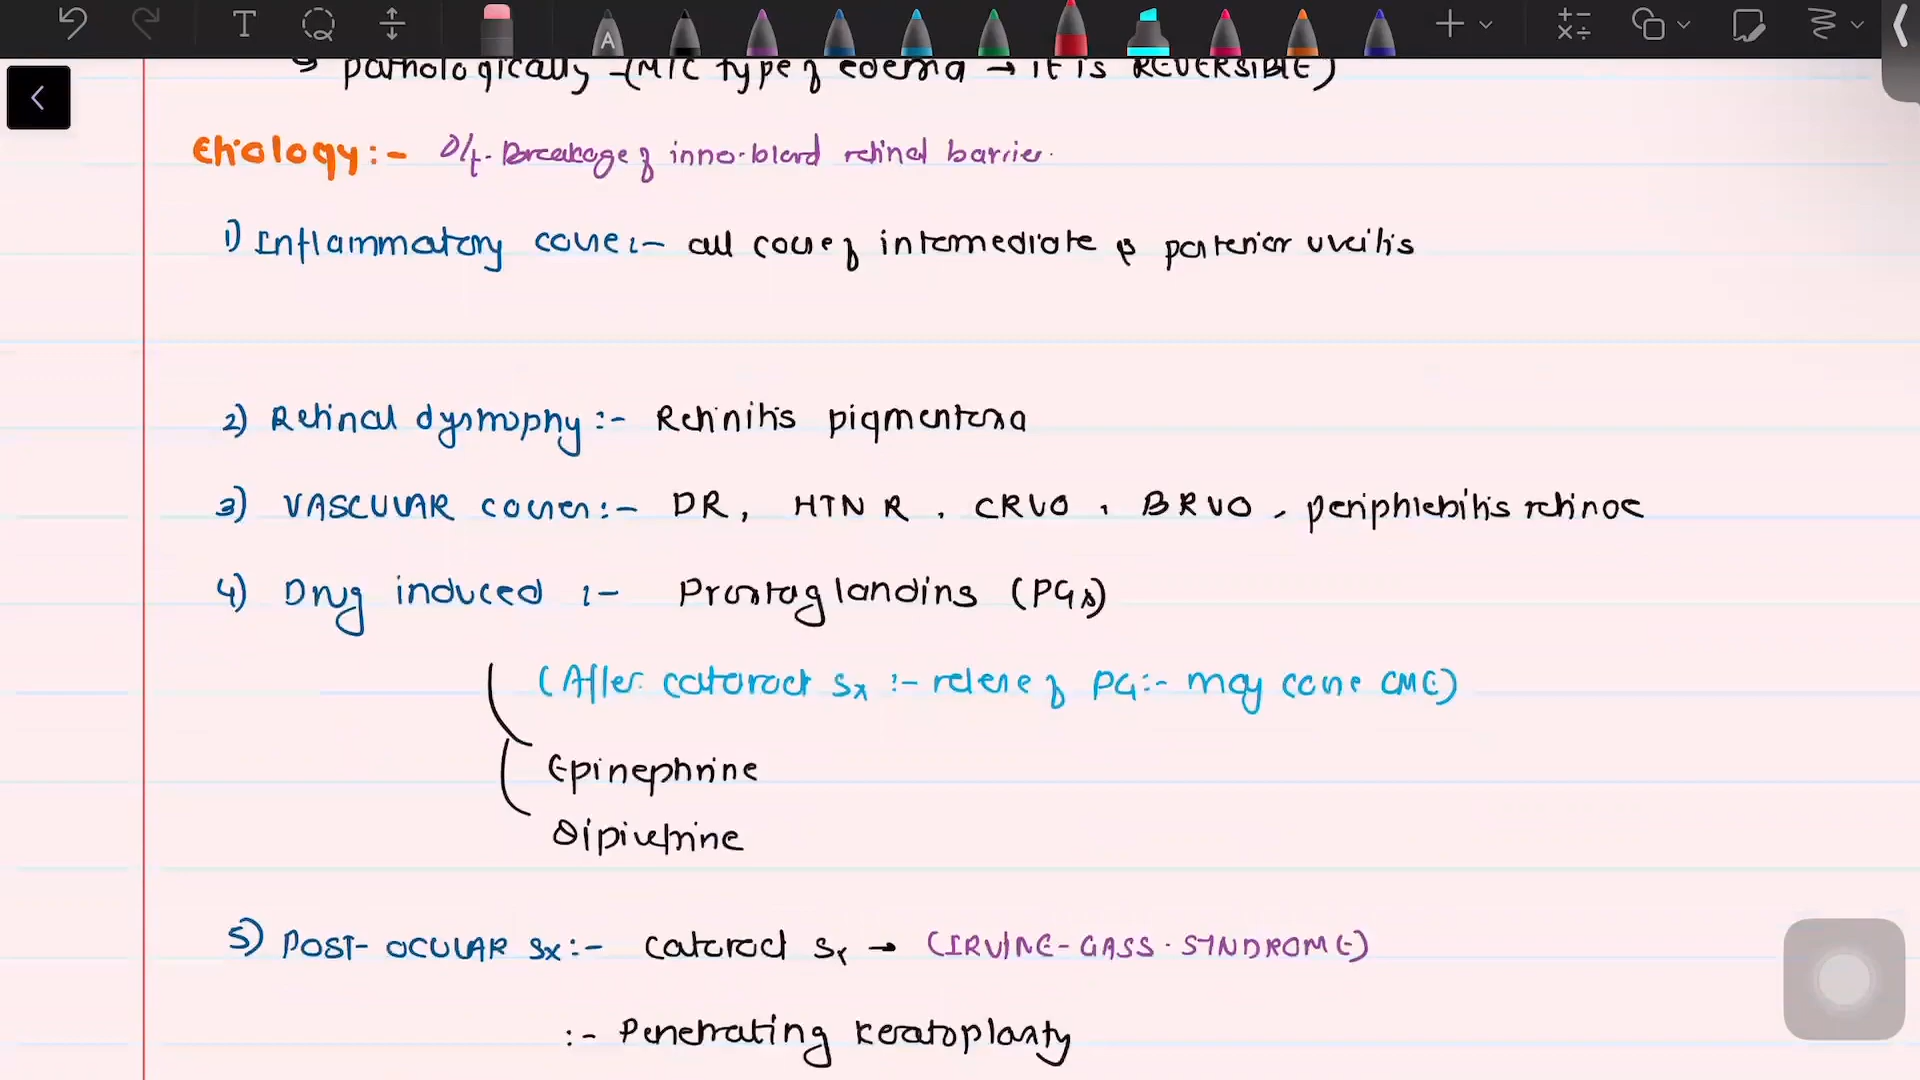 pathologically - (M/C type of edema → it is REVERSIBLE)
Etiology :- D/t. Breakage of inner-blood retinal barrier.
1) Inflammatory cause :- all cause of intermediate & posterior uveitis
2) Retinal dystrophy :- Retinitis pigmentosa
3) VASCULAR causes :- DR, HTN R, CRVO, BRVO, periphlebitis retinae
4) Drug induced :- Prostaglandins (PGs)
(After cataract Sx :- release of PG :- may cause CME)
Epinephrine
Dipivefrine
5) POST-OCULAR Sx :- Cataract Sx → (IRVINE-GASS SYNDROME)
:- Penetrating keratoplasty